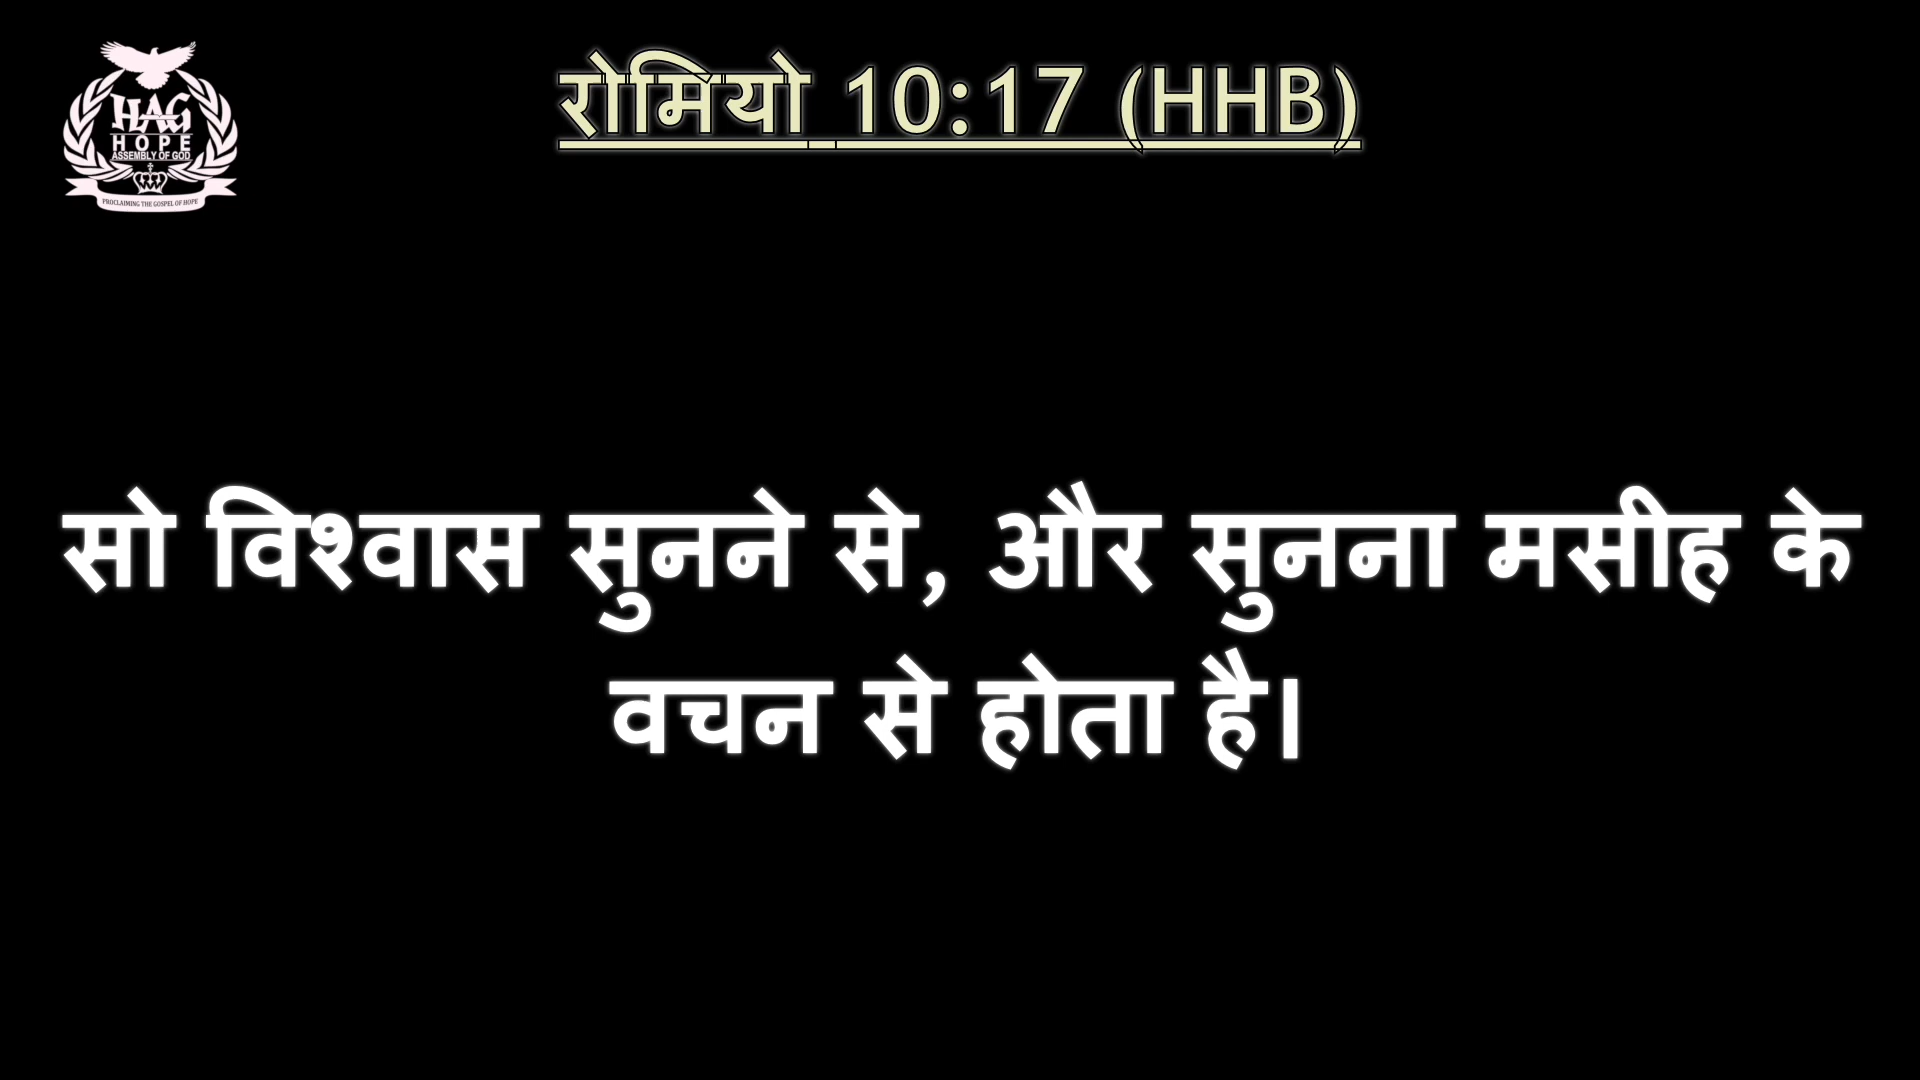 HAG
HOPE
ASSEMBLY OF GOD
PROCLAIMING THE GOSPEL OF HOPE
रोमियो 10:17 (HHB)
सो विश्वास सुनने से, और सुनना मसीह के
वचन से होता है।